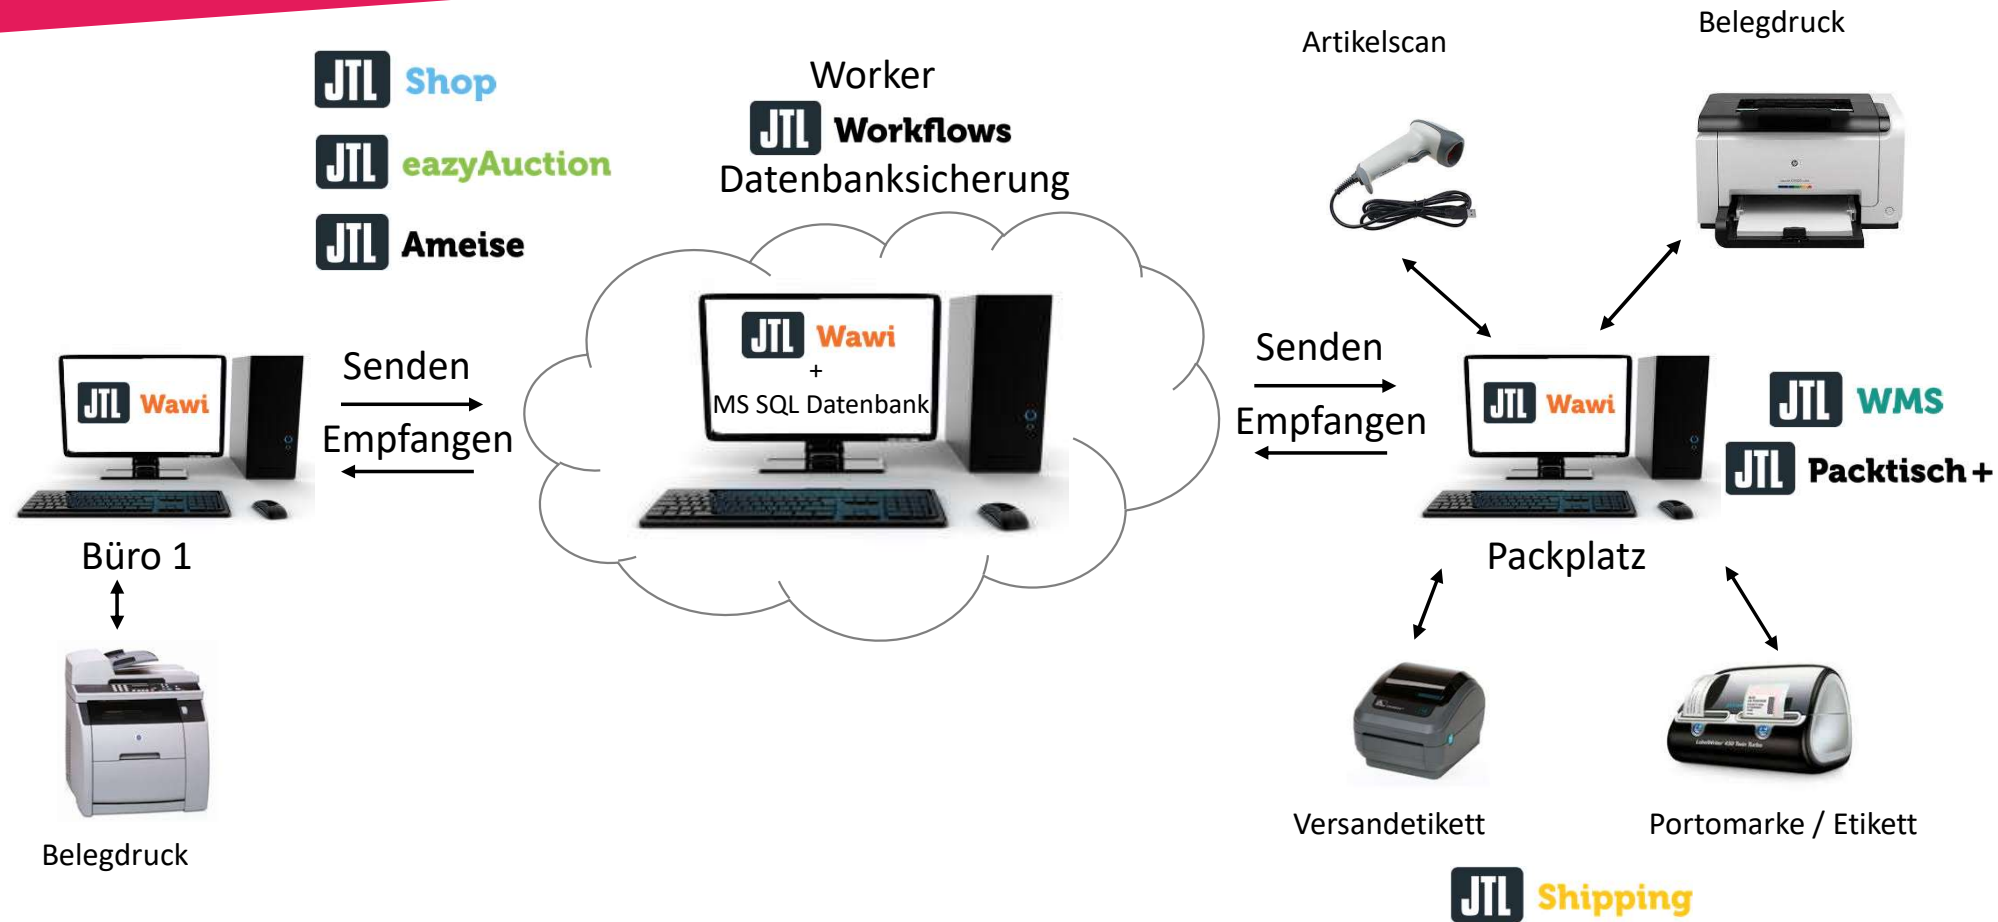 JTL Shop
JTL eazyAuction
JTL Ameise
Worker
JTL Workflows
Datenbanksicherung
Artikelscan
Belegdruck
JTL Wawi
+
MS SQL Datenbank
JTL Wawi
Senden
Empfangen
Büro 1
Belegdruck
Senden
Empfangen
JTL Wawi
JTL WMS
JTL Packtisch+
Packplatz
Versandetikett
Portomarke / Etikett
JTL Shipping